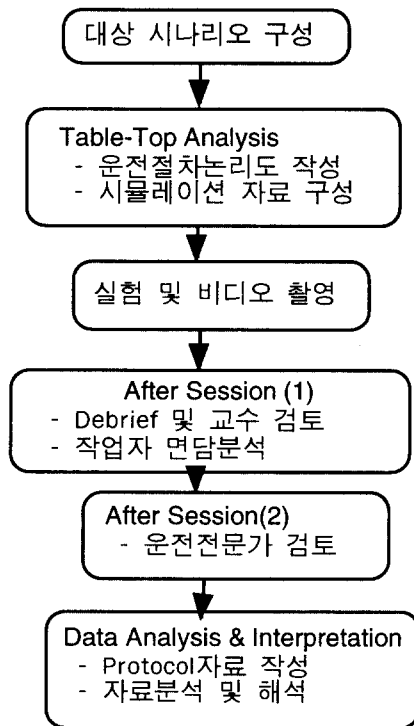 대상 시나리오 구성
Table-Top Analysis
- 운전절차논리도 작성
- 시뮬레이션 자료 구성
실험 및 비디오 촬영
After Session (1)
- Debrief 및 교수 검토
- 작업자 면담분석
After Session(2)
- 운전전문가 검토
Data Analysis & Interpretation
- Protocol자료 작성
- 자료분석 및 해석